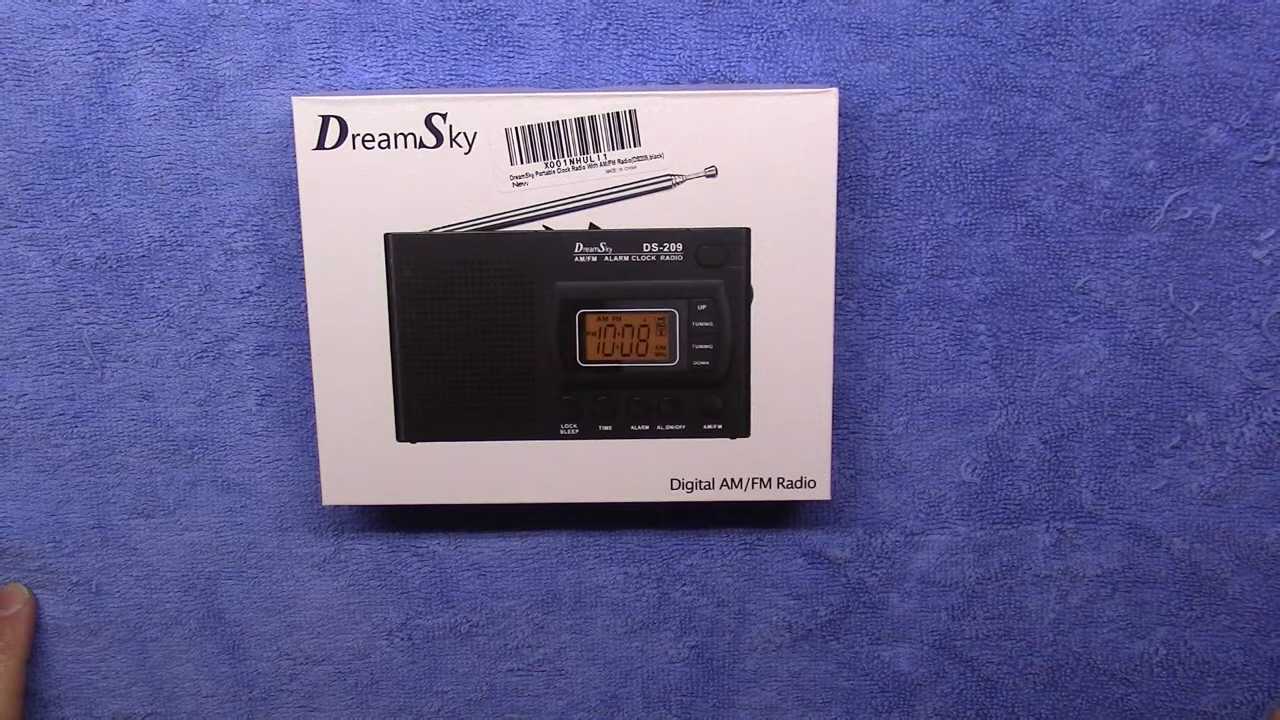 DreamSky
X001NHULI1
DreamSky Portable Clock Radio With AM/FM Radio(DS209,black)
New
MADE IN CHINA
DreamSky
DS-209
AM/FM ALARM CLOCK RADIO
UP
TUNING
TUNING
DOWN
AM FM
PM 10:08
LOCK
SLEEP
TIME
ALARM
AL.ON/OFF
AM/FM
Digital AM/FM Radio